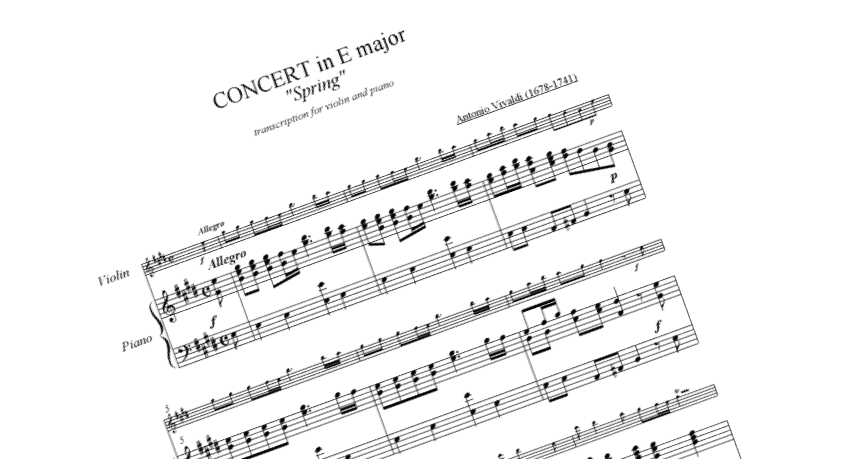 CONCERT in E major
"Spring"
transcription for violin and piano
Antonio Vivaldi (1678-1741)
Allegro
Violin
f
p
Allegro
Piano
f
p
5
f
5
f